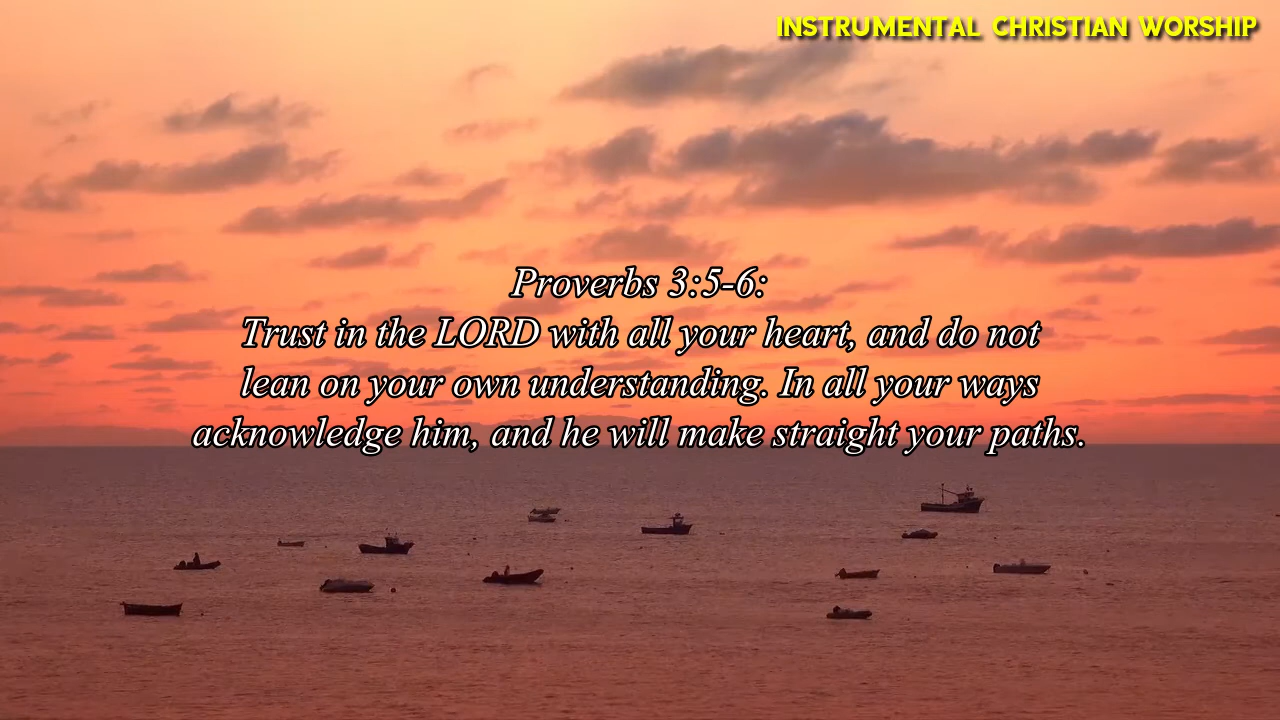 INSTRUMENTAL CHRISTIAN WORSHIP
Proverbs 3:5-6:
Trust in the LORD with all your heart, and do not
lean on your own understanding. In all your ways
acknowledge him, and he will make straight your paths.